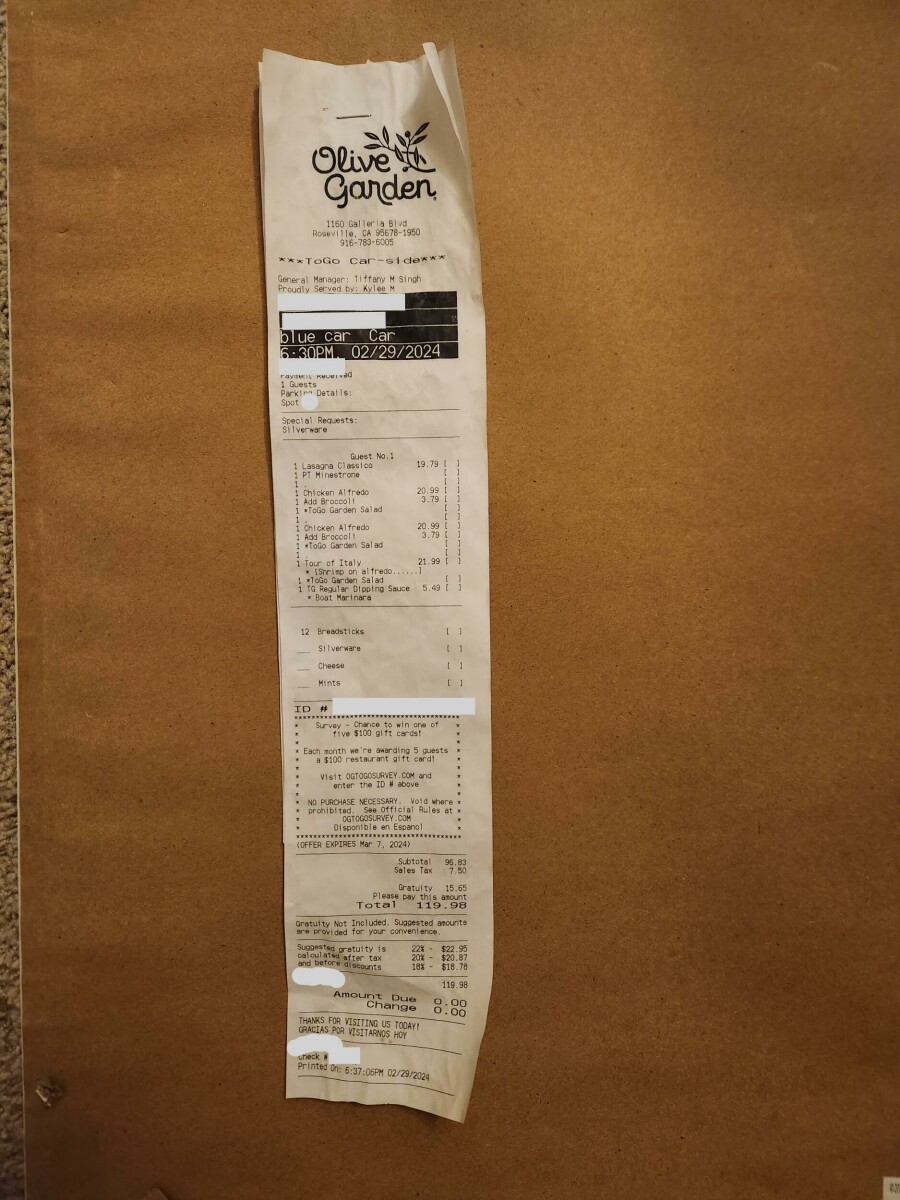 Olive
Garden
1160 Galleria Blvd
Roseville, CA 95678-1950
916-783-6005
***ToGo Car-side***
General Manager: Tiffany M Singh
Proudly Served by: Kylee M
blue car Car
6:30PM, 02/29/2024
Payment Received
1 Guests
Parking Details:
Spot
Special Requests:
Silverware
Guest No.1
1 Lasagna Classico 19.79 [ ]
1 PT Minestrone [ ]
1 . [ ]
1 Chicken Alfredo 20.99 [ ]
1 Add Broccoli 3.79 [ ]
1 *ToGo Garden Salad [ ]
1 . [ ]
1 Chicken Alfredo 20.99 [ ]
1 Add Broccoli 3.79 [ ]
1 *ToGo Garden Salad [ ]
1 . [ ]
1 Tour of Italy 21.99 [ ]
* [Shrimp on alfredo......]
1 *ToGo Garden Salad [ ]
1 TG Regular Dipping Sauce 5.49 [ ]
* Boat Marinara
12 Breadsticks [ ]
___ Silverware [ ]
___ Cheese [ ]
___ Mints [ ]
ID #
Survey - Chance to win one of
five $100 gift cards!
Each month we're awarding 5 guests
a $100 restaurant gift card!
Visit OGTOGOSURVEY.COM and
enter the ID # above
NO PURCHASE NECESSARY. Void where
prohibited. See Official Rules at
OGTOGOSURVEY.COM
Disponible en Espanol
(OFFER EXPIRES Mar 7, 2024)
Subtotal 96.83
Sales Tax 7.50
Gratuity 15.65
Please pay this amount
Total 119.98
Gratuity Not Included. Suggested amounts
are provided for your convenience.
Suggested gratuity is 22% - $22.95
calculated after tax 20% - $20.87
and before discounts 18% - $18.78
119.98
Amount Due 0.00
Change 0.00
THANKS FOR VISITING US TODAY!
GRACIAS POR VISITARNOS HOY
Check #
Printed On: 6:37:06PM 02/29/2024